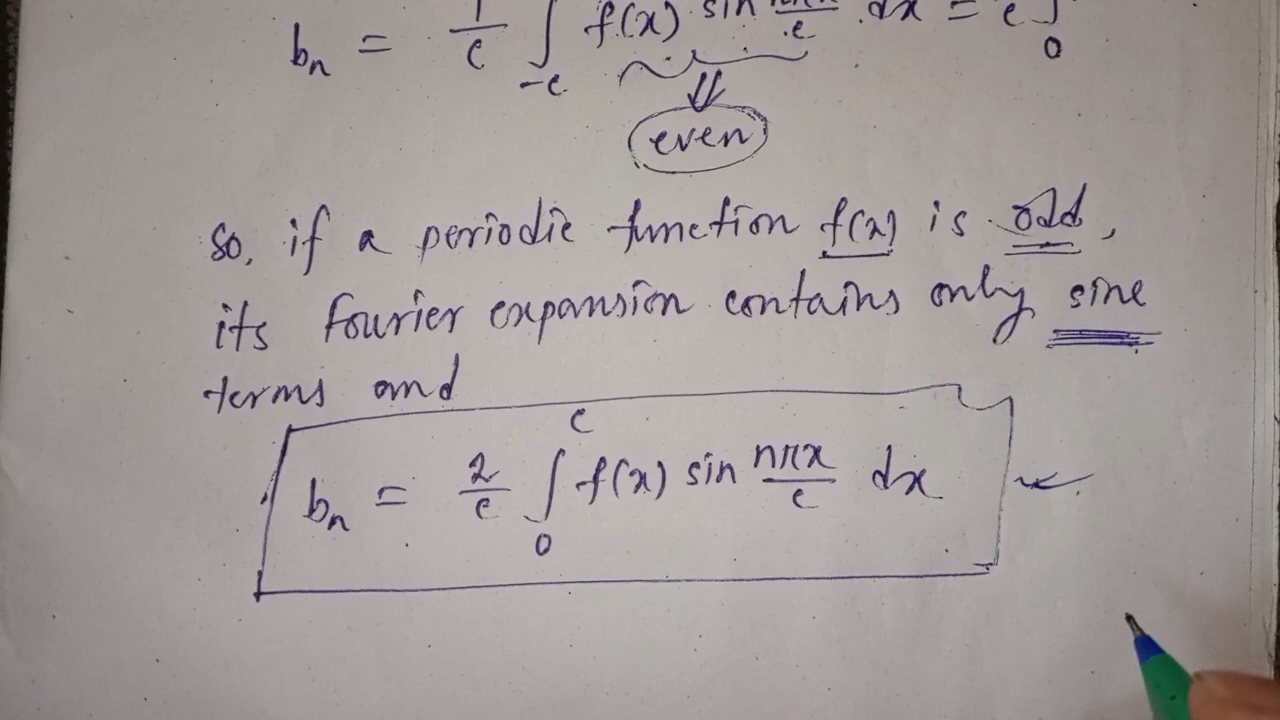 bₙ = 1/c ∫₋c f(x) sin nπx/c dx = c ∫₀
even
So, if a periodic function f(x) is odd,
its Fourier expansion contains only sine
terms and
bₙ = 2/c ∫₀ᶜ f(x) sin nπx/c dx